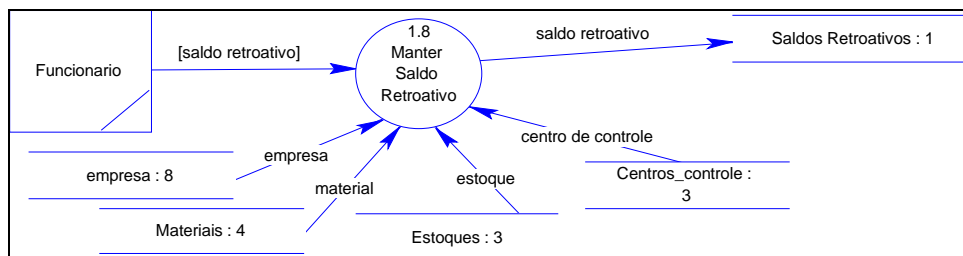 1.8
Manter
Saldo
Retroativo
Funcionario
[saldo retroativo]
saldo retroativo
Saldos Retroativos : 1
empresa
centro de controle
empresa : 8
material
estoque
Centros_controle :
3
Materiais : 4
Estoques : 3